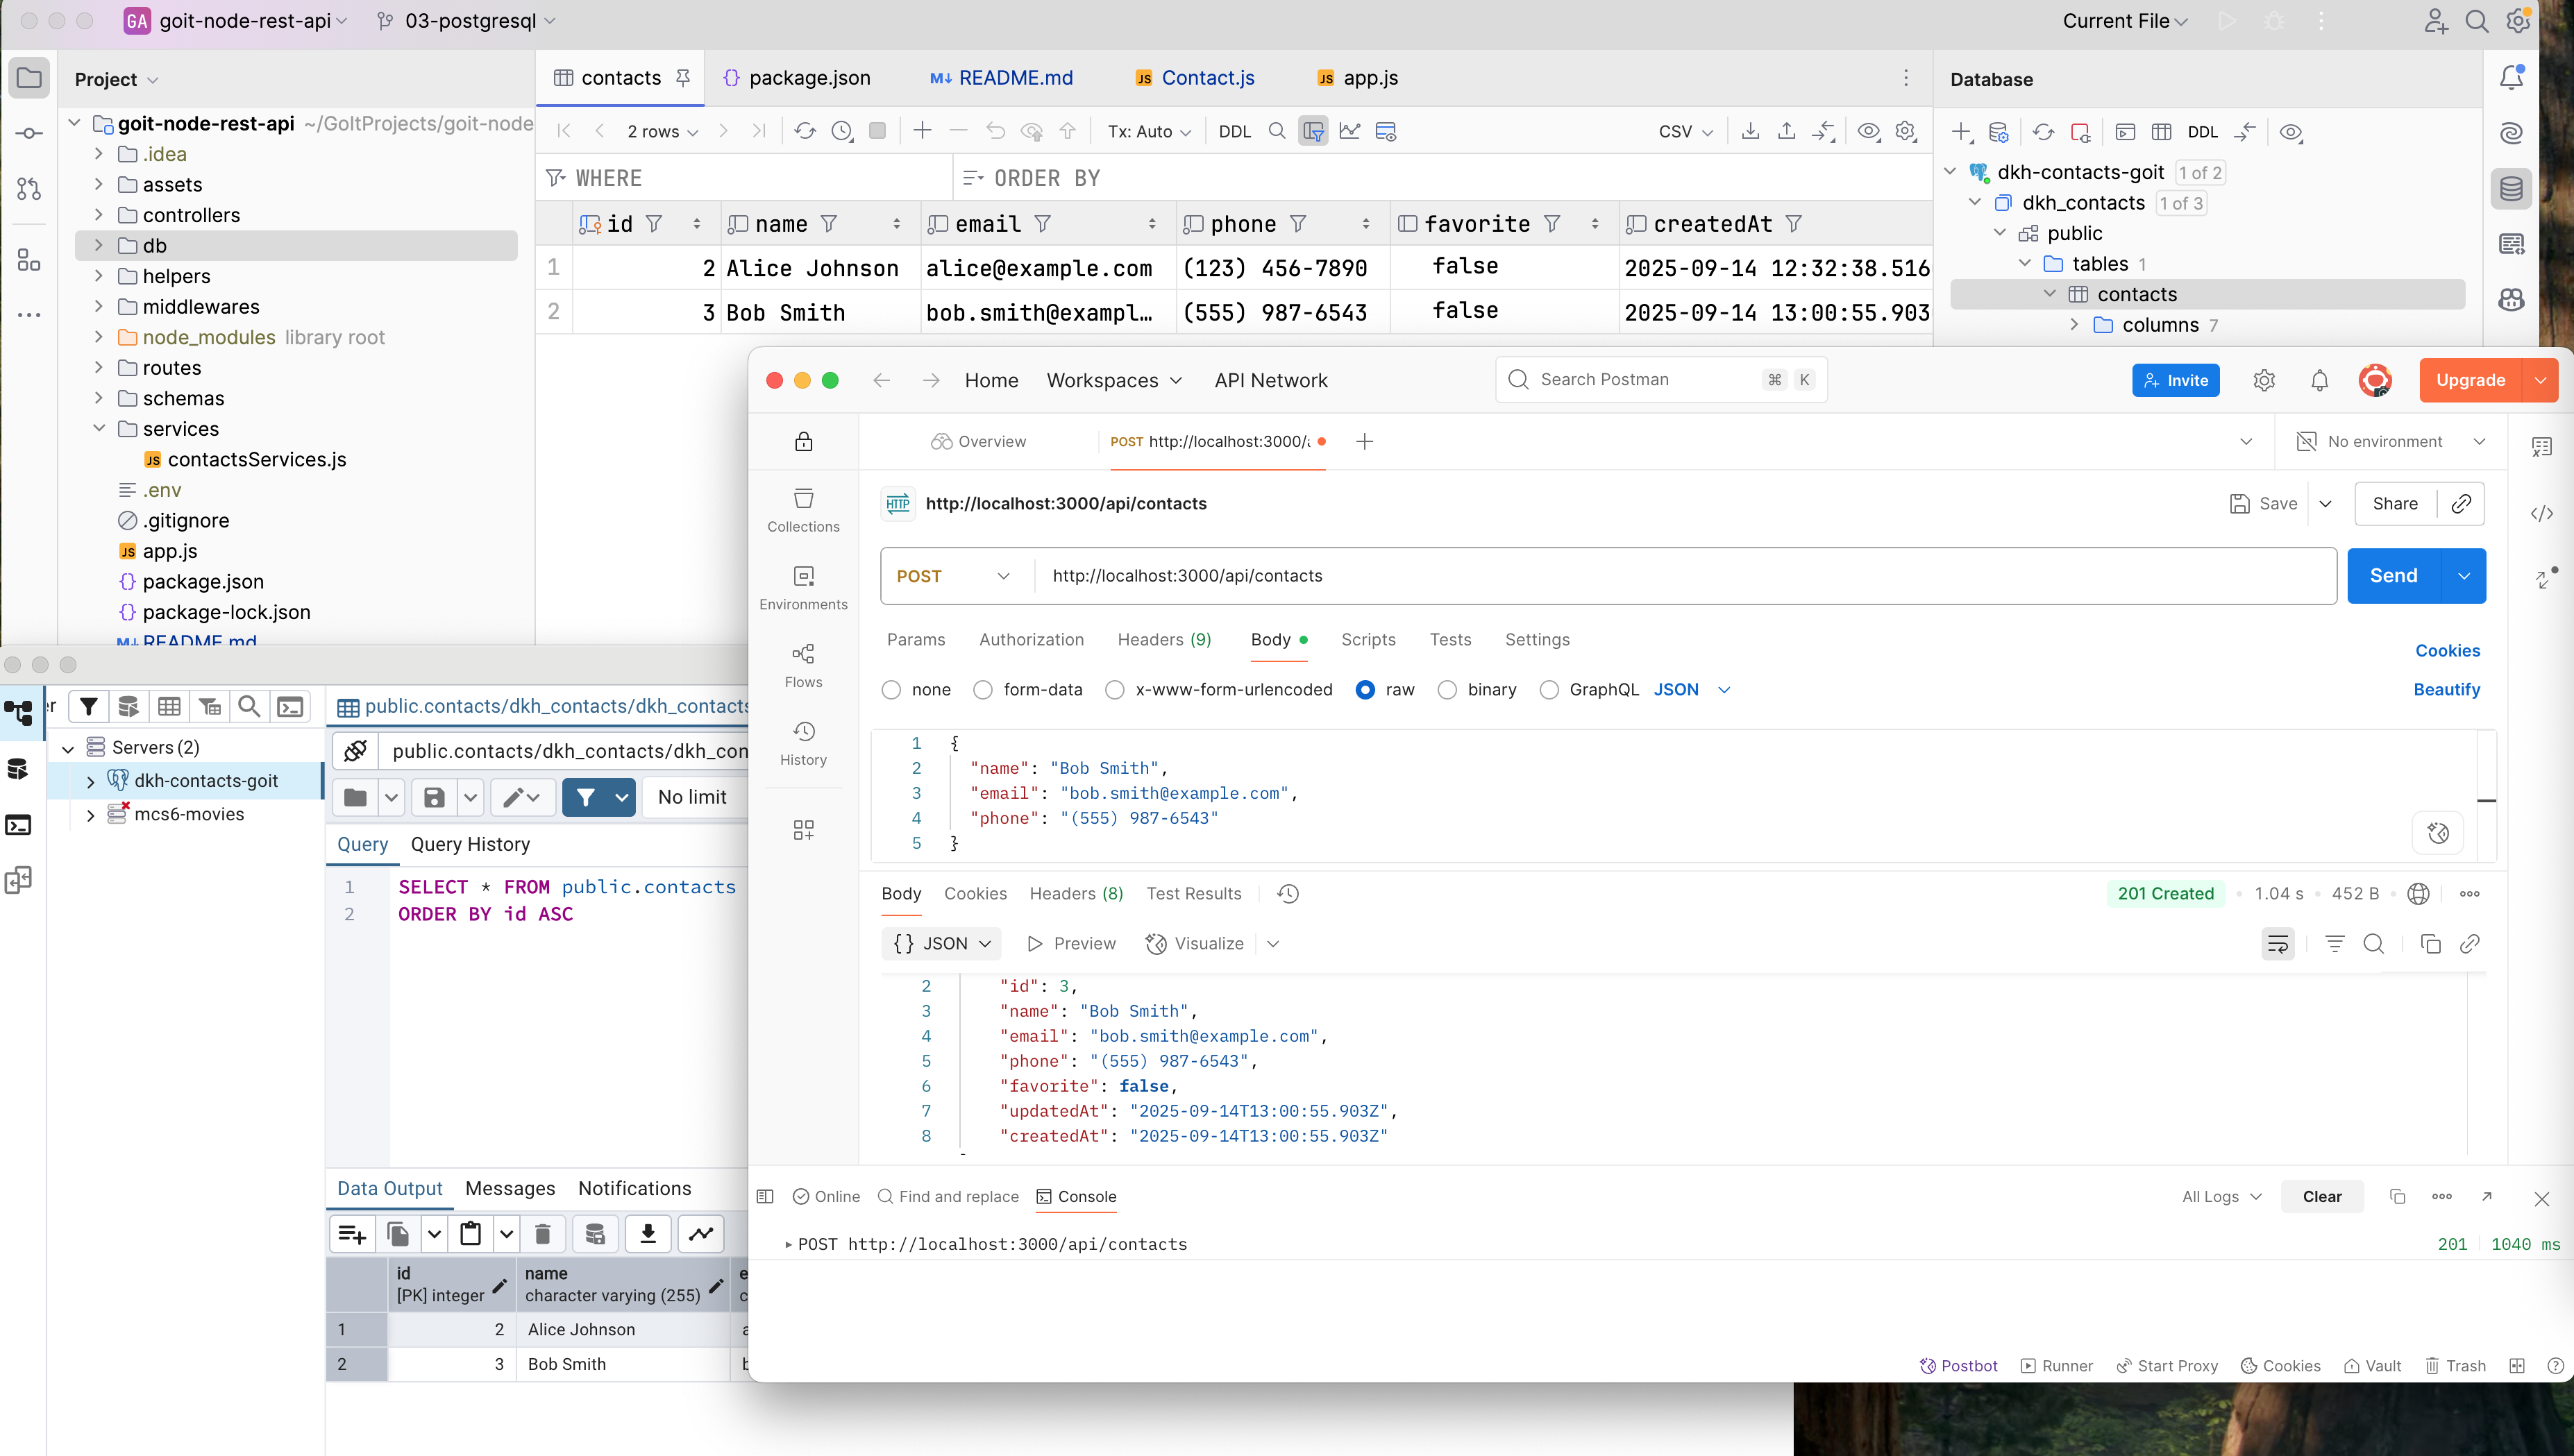 GA goit-node-rest-api 03-postgresql Current File
Project
goit-node-rest-api ~/GoItProjects/goit-node
.idea
assets
controllers
db
helpers
middlewares
node_modules library root
routes
schemas
services
JS contactsServices.js
.env
.gitignore
JS app.js
{} package.json
{} package-lock.json
M↓ README.md
contacts {} package.json M↓ README.md JS Contact.js JS app.js
2 rows Tx: Auto DDL CSV
WHERE ORDER BY
id name email phone favorite createdAt
1 2 Alice Johnson alice@example.com (123) 456-7890 false 2025-09-14 12:32:38.516
2 3 Bob Smith bob.smith@exampl… (555) 987-6543 false 2025-09-14 13:00:55.903
Database
DDL
dkh-contacts-goit 1 of 2
dkh_contacts 1 of 3
public
tables 1
contacts
columns 7
Home Workspaces API Network Search Postman ⌘ K Invite Upgrade
Overview POST http://localhost:3000/ No environment
Collections
Environments
Flows
History
HTTP http://localhost:3000/api/contacts Save Share
POST http://localhost:3000/api/contacts Send
Params Authorization Headers (9) Body Scripts Tests Settings Cookies
none form-data x-www-form-urlencoded raw binary GraphQL JSON Beautify
1 {
2 "name": "Bob Smith",
3 "email": "bob.smith@example.com",
4 "phone": "(555) 987-6543"
5 }
Body Cookies Headers (8) Test Results 201 Created • 1.04 s • 452 B
{} JSON Preview Visualize
2 "id": 3,
3 "name": "Bob Smith",
4 "email": "bob.smith@example.com",
5 "phone": "(555) 987-6543",
6 "favorite": false,
7 "updatedAt": "2025-09-14T13:00:55.903Z",
8 "createdAt": "2025-09-14T13:00:55.903Z"
Online Find and replace Console All Logs Clear
POST http://localhost:3000/api/contacts 201 1040 ms
Postbot Runner Start Proxy Cookies Vault Trash
er
Servers (2)
dkh-contacts-goit
mcs6-movies
public.contacts/dkh_contacts/dkh_contacts
public.contacts/dkh_contacts/dkh_con
No limit
Query Query History
1 SELECT * FROM public.contacts
2 ORDER BY id ASC
Data Output Messages Notifications
id name e
[PK] integer character varying (255) c
1 2 Alice Johnson a
2 3 Bob Smith b